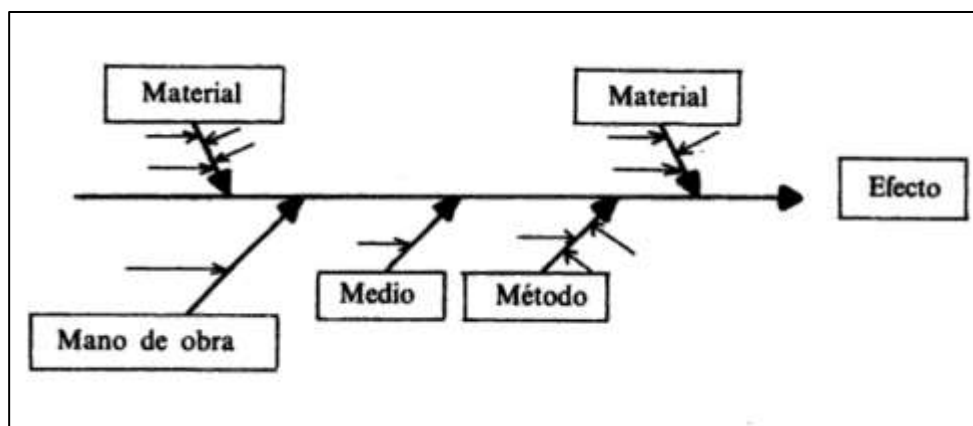 Material
Material
Efecto
Medio
Método
Mano de obra